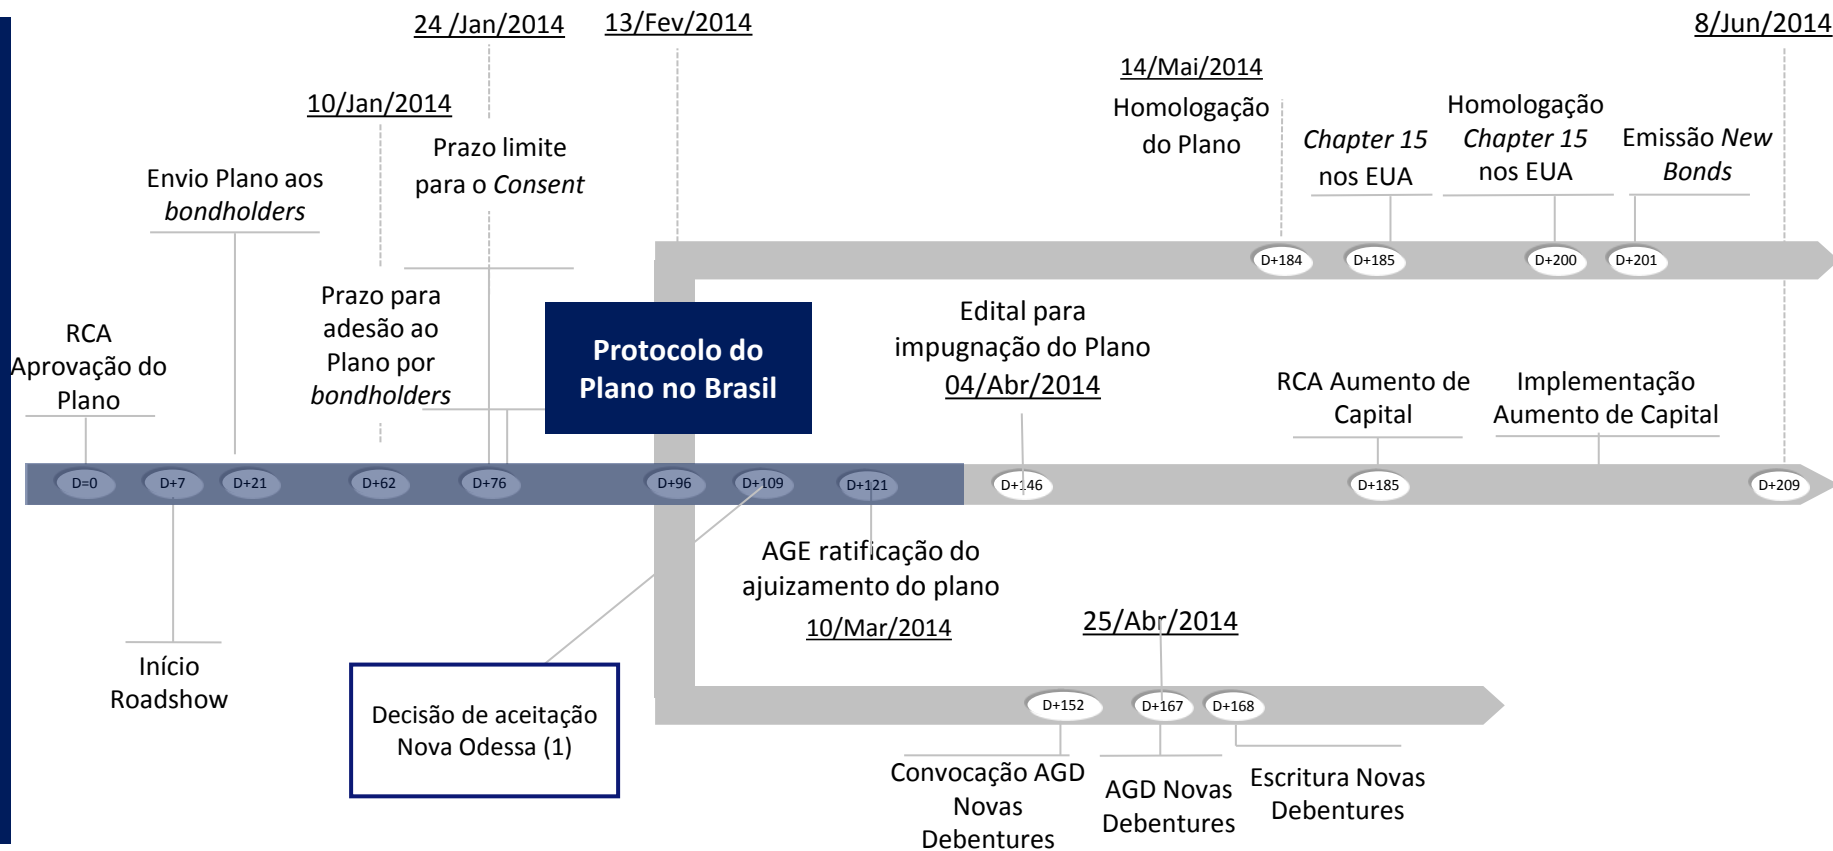 24 /Jan/2014
13/Fev/2014
8/Jun/2014
10/Jan/2014
14/Mai/2014
Homologação
do Plano
Chapter 15
nos EUA
Homologação
Chapter 15
nos EUA
Emissão New
Bonds
Prazo limite
para o Consent
Envio Plano aos
bondholders
D+184
D+185
D+200
D+201
RCA
Aprovação do
Plano
Prazo para
adesão ao
Plano por
bondholders
Protocolo do
Plano no Brasil
Edital para
impugnação do Plano
04/Abr/2014
RCA Aumento de
Capital
Implementação
Aumento de Capital
D=0
D+7
D+21
D+62
D+76
D+96
D+109
D+121
D+146
D+185
D+209
AGE ratificação do
ajuizamento do plano
10/Mar/2014
25/Abr/2014
Início
Roadshow
Decisão de aceitação
Nova Odessa (1)
D+152
D+167
D+168
Convocação AGD
Novas
Debentures
AGD Novas
Debentures
Escritura Novas
Debentures